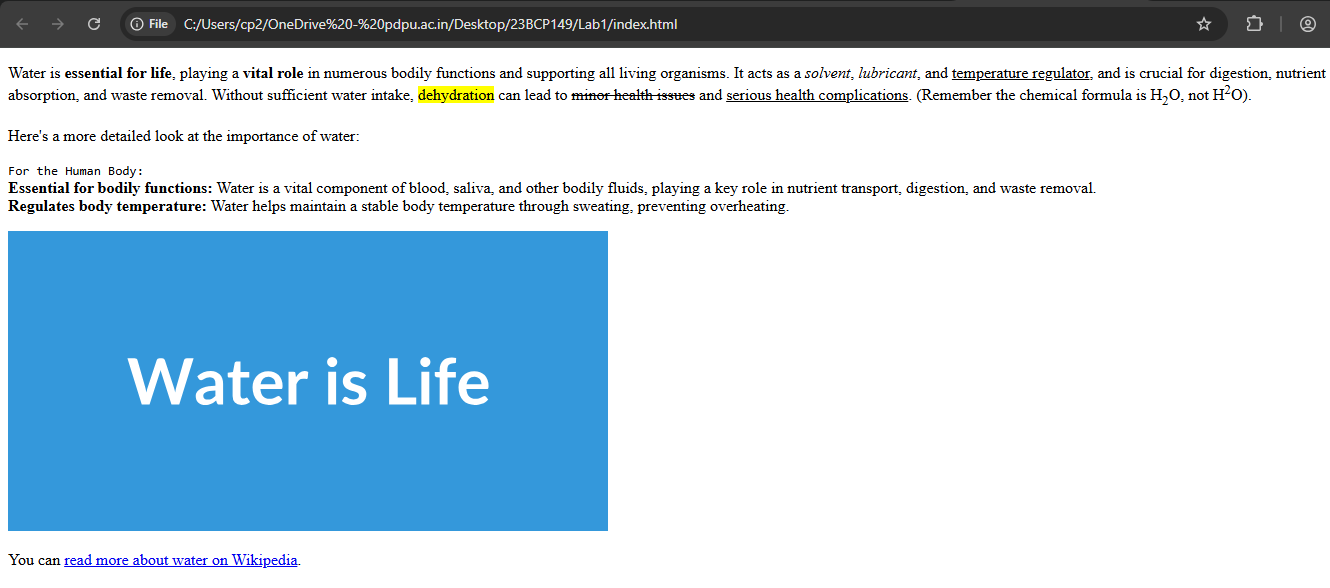 File C:/Users/cp2/OneDrive%20-%20pdpu.ac.in/Desktop/23BCP149/Lab1/index.html
Water is essential for life, playing a vital role in numerous bodily functions and supporting all living organisms. It acts as a solvent, lubricant, and temperature regulator, and is crucial for digestion, nutrient
absorption, and waste removal. Without sufficient water intake, dehydration can lead to minor health issues and serious health complications. (Remember the chemical formula is H₂O, not H²O).
Here's a more detailed look at the importance of water:
For the Human Body:
Essential for bodily functions: Water is a vital component of blood, saliva, and other bodily fluids, playing a key role in nutrient transport, digestion, and waste removal.
Regulates body temperature: Water helps maintain a stable body temperature through sweating, preventing overheating.
Water is Life
You can read more about water on Wikipedia.